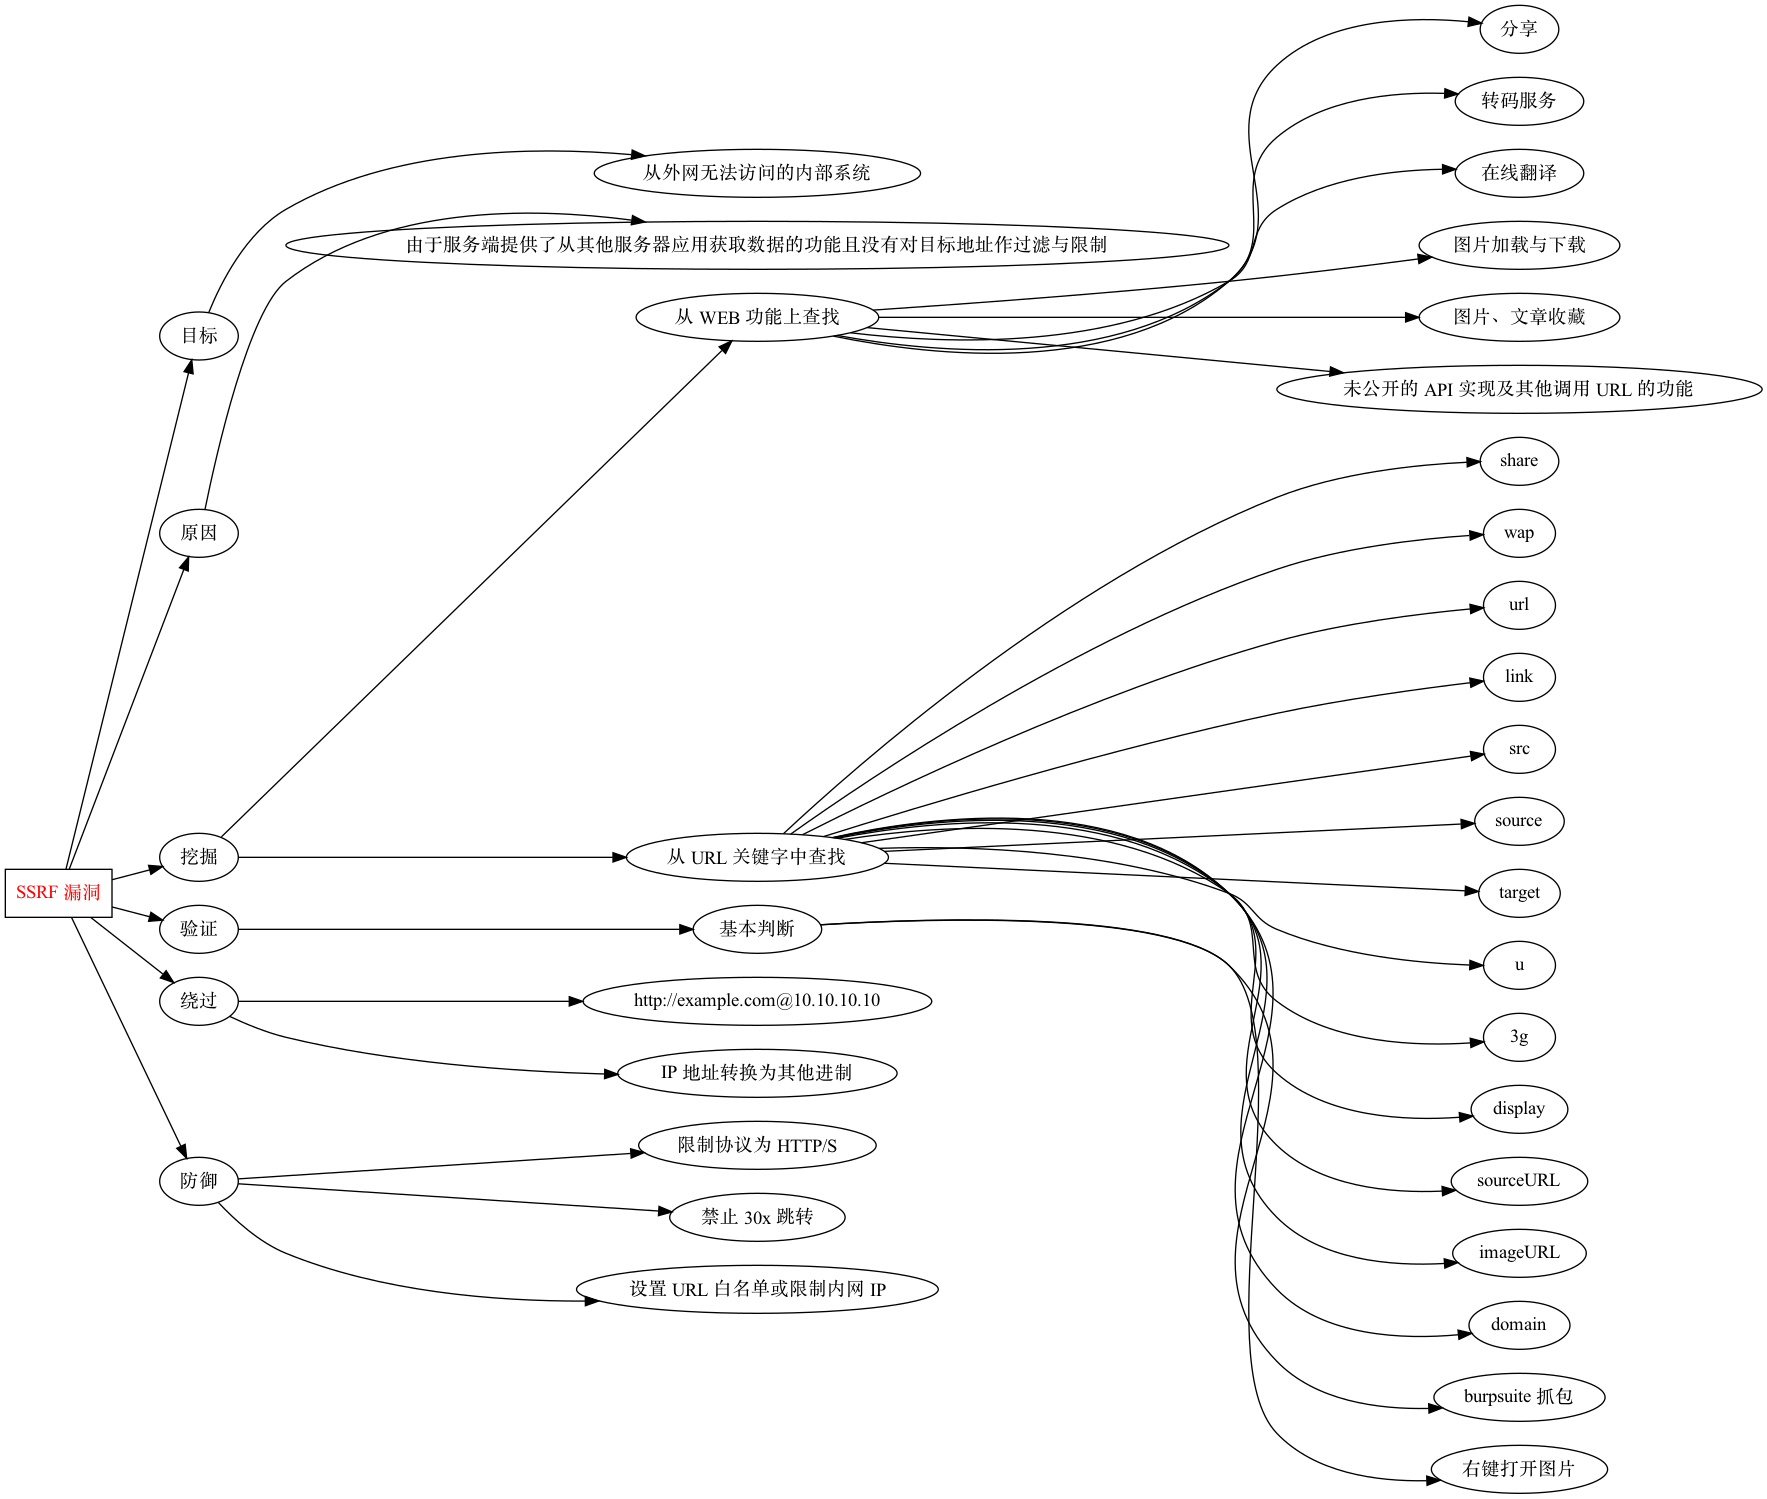 分享
转码服务
从外网无法访问的内部系统
在线翻译
由于服务端提供了从其他服务器应用获取数据的功能且没有对目标地址作过滤与限制
图片加载与下载
目标
从 WEB 功能上查找
图片、文章收藏
未公开的 API 实现及其他调用 URL 的功能
share
原因
wap
url
link
src
source
挖掘
从 URL 关键字中查找
SSRF 漏洞
target
验证
基本判断
u
绕过
http://example.com@10.10.10.10
3g
IP 地址转换为其他进制
display
限制协议为 HTTP/S
防御
sourceURL
禁止 30x 跳转
imageURL
设置 URL 白名单或限制内网 IP
domain
burpsuite 抓包
右键打开图片